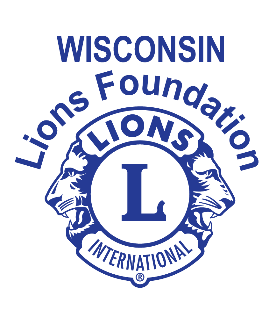 WISCONSIN
Lions Foundation
LIONS
L
INTERNATIONAL
®